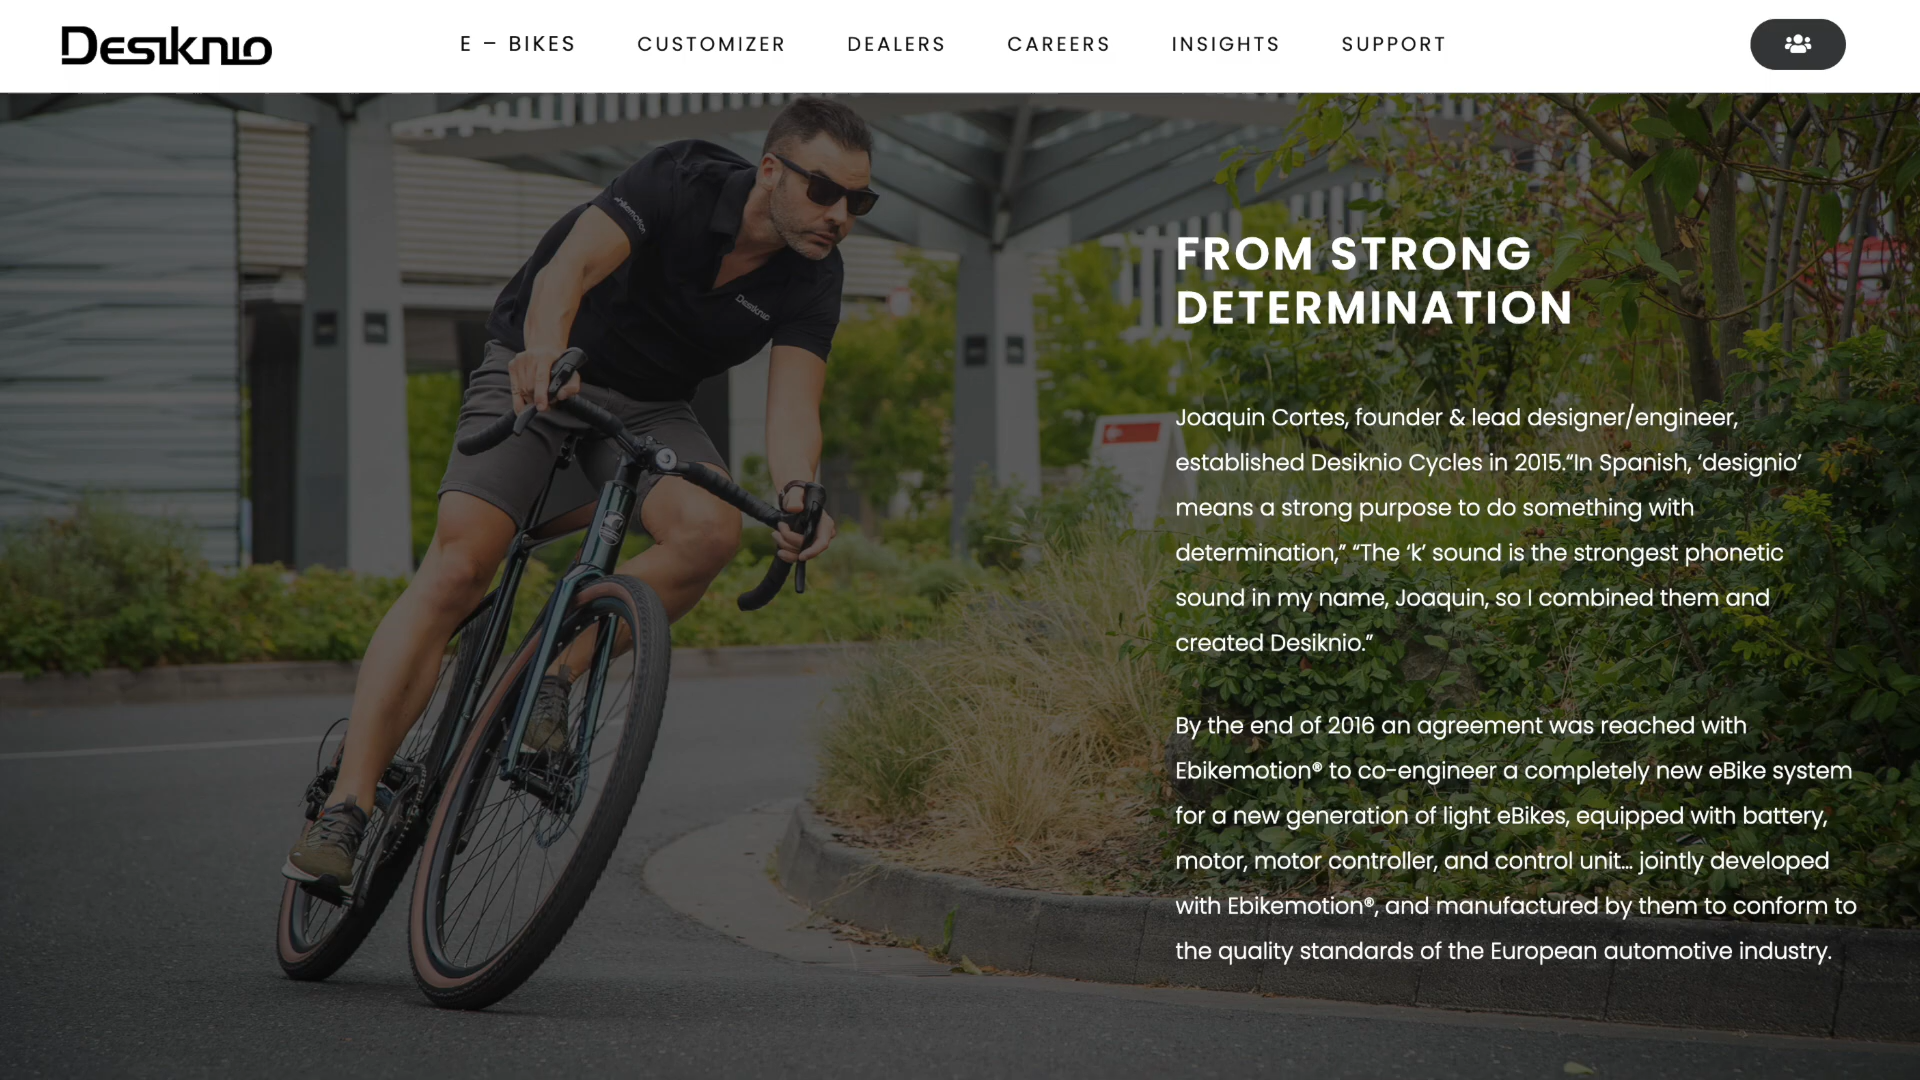 Desiknio
E – BIKES
CUSTOMIZER
DEALERS
CAREERS
INSIGHTS
SUPPORT
ebikemotion
Desiknio
FROM STRONG
DETERMINATION
Joaquin Cortes, founder & lead designer/engineer,
established Desiknio Cycles in 2015.“In Spanish, ‘designio’
means a strong purpose to do something with
determination,” “The ‘k’ sound is the strongest phonetic
sound in my name, Joaquin, so I combined them and
created Desiknio.”
By the end of 2016 an agreement was reached with
Ebikemotion® to co-engineer a completely new eBike system
for a new generation of light eBikes, equipped with battery,
motor, motor controller, and control unit… jointly developed
with Ebikemotion®, and manufactured by them to conform to
the quality standards of the European automotive industry.